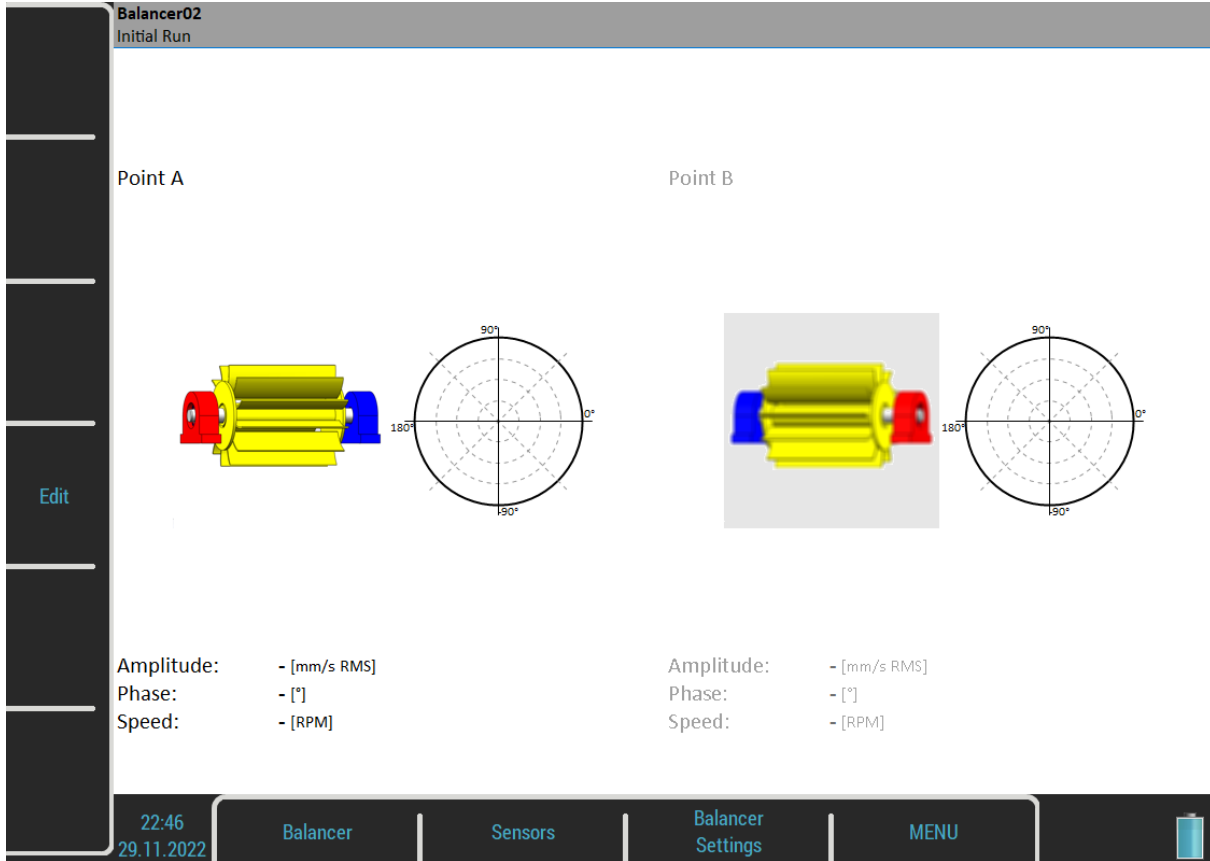 Balancer02
Initial Run
Point A
Point B
90°
0°
180°
-90°
90°
0°
180°
-90°
Edit
Amplitude: - [mm/s RMS]
Phase: - [°]
Speed: - [RPM]
Amplitude: - [mm/s RMS]
Phase: - [°]
Speed: - [RPM]
22:46
29.11.2022
Balancer
Sensors
Balancer
Settings
MENU